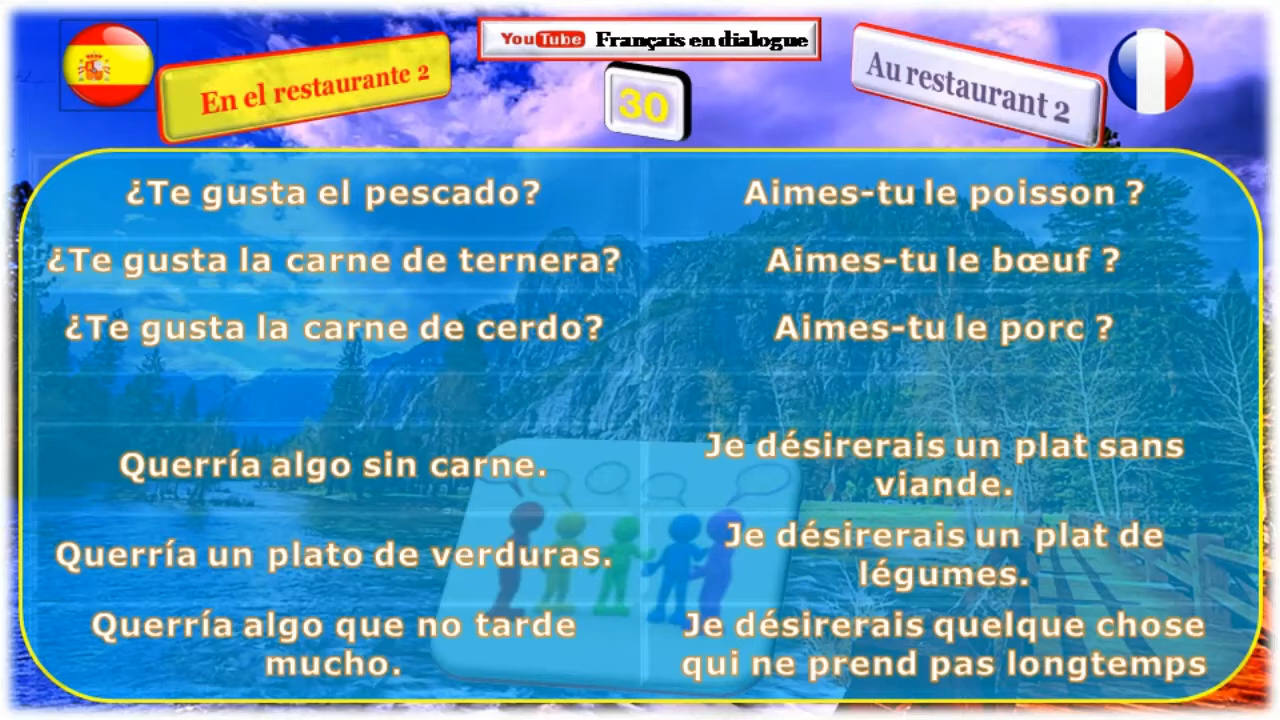 YouTube Français en dialogue
En el restaurante 2
30
Au restaurant 2
¿Te gusta el pescado?
Aimes-tu le poisson ?
¿Te gusta la carne de ternera?
Aimes-tu le bœuf ?
¿Te gusta la carne de cerdo?
Aimes-tu le porc ?
Querría algo sin carne.
Je désirerais un plat sans
viande.
Querría un plato de verduras.
Je désirerais un plat de
légumes.
Querría algo que no tarde
mucho.
Je désirerais quelque chose
qui ne prend pas longtemps